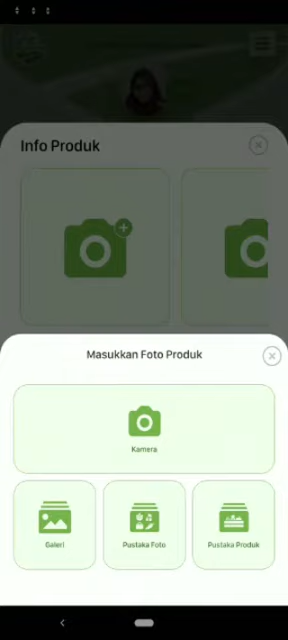 Info Produk
Masukkan Foto Produk
Kamera
Galeri
Pustaka Foto
Pustaka Produk